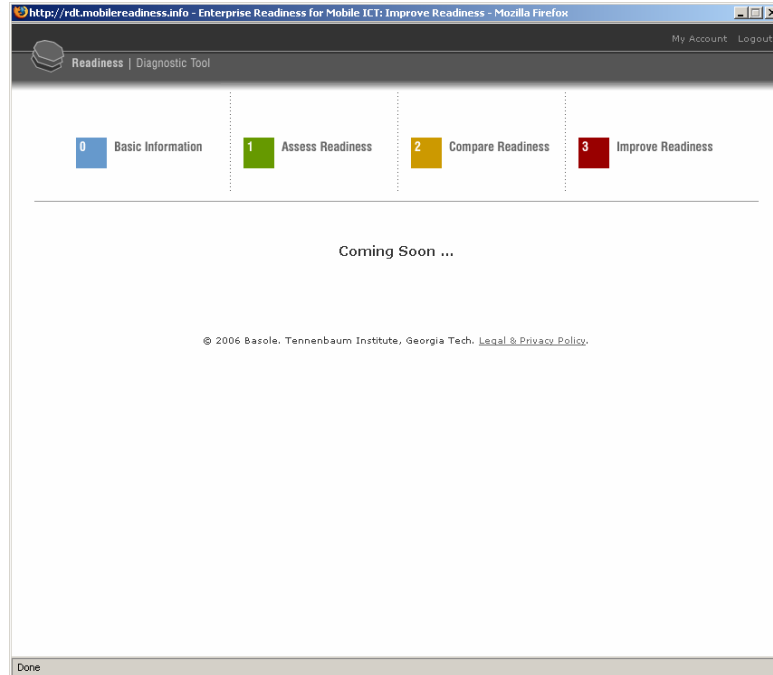 http://rdt.mobilereadiness.info - Enterprise Readiness for Mobile ICT: Improve Readiness - Mozilla Firefox
My Account Logout
Readiness | Diagnostic Tool
0 Basic Information 1 Assess Readiness 2 Compare Readiness 3 Improve Readiness
Coming Soon ...
© 2006 Basole. Tennenbaum Institute, Georgia Tech. Legal & Privacy Policy.
Done